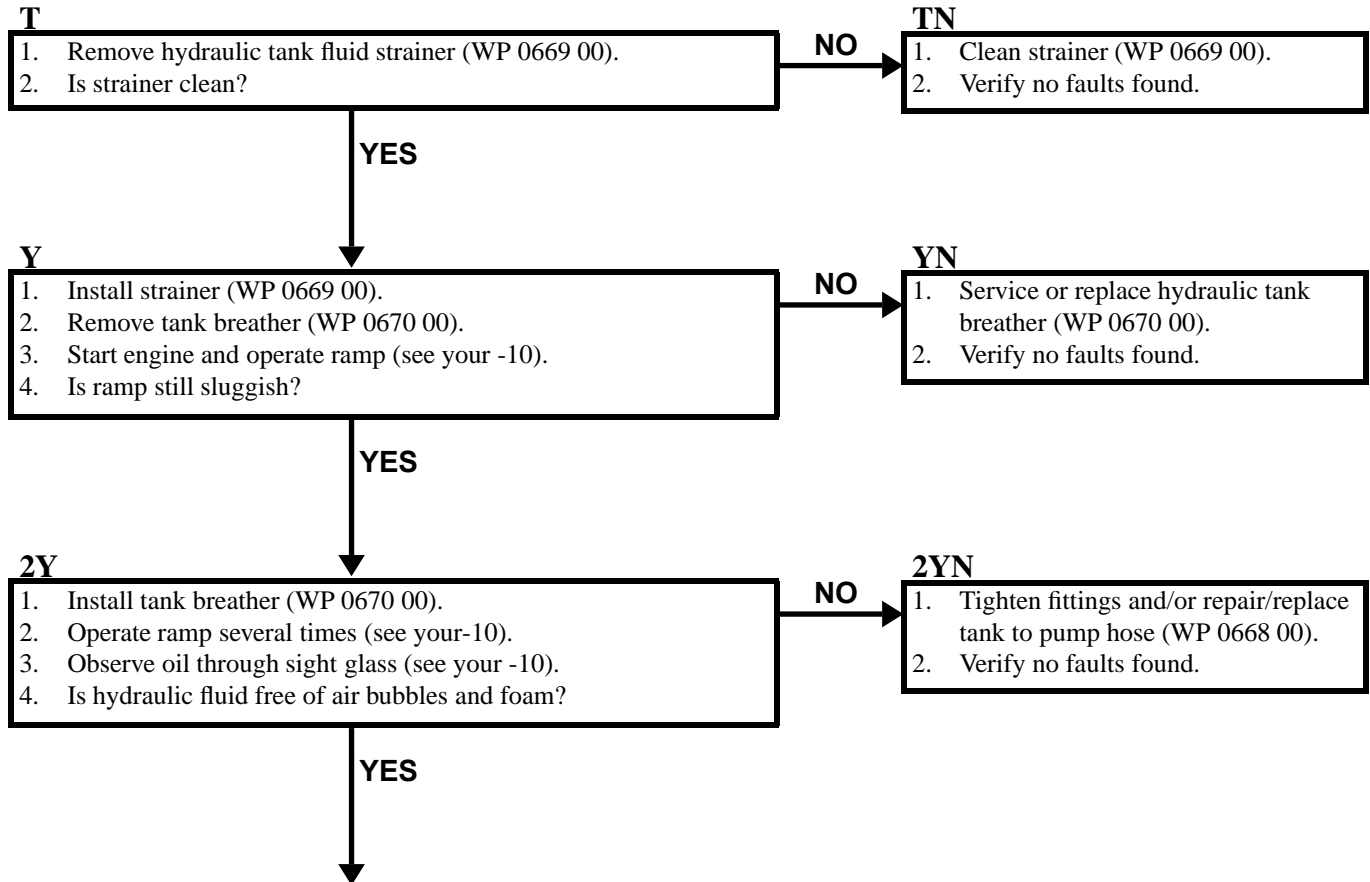 T
1. Remove hydraulic tank fluid strainer (WP 0669 00).
2. Is strainer clean?
NO
TN
1. Clean strainer (WP 0669 00).
2. Verify no faults found.
YES
Y
1. Install strainer (WP 0669 00).
2. Remove tank breather (WP 0670 00).
3. Start engine and operate ramp (see your -10).
4. Is ramp still sluggish?
NO
YN
1. Service or replace hydraulic tank
breather (WP 0670 00).
2. Verify no faults found.
YES
2Y
1. Install tank breather (WP 0670 00).
2. Operate ramp several times (see your-10).
3. Observe oil through sight glass (see your -10).
4. Is hydraulic fluid free of air bubbles and foam?
NO
2YN
1. Tighten fittings and/or repair/replace
tank to pump hose (WP 0668 00).
2. Verify no faults found.
YES